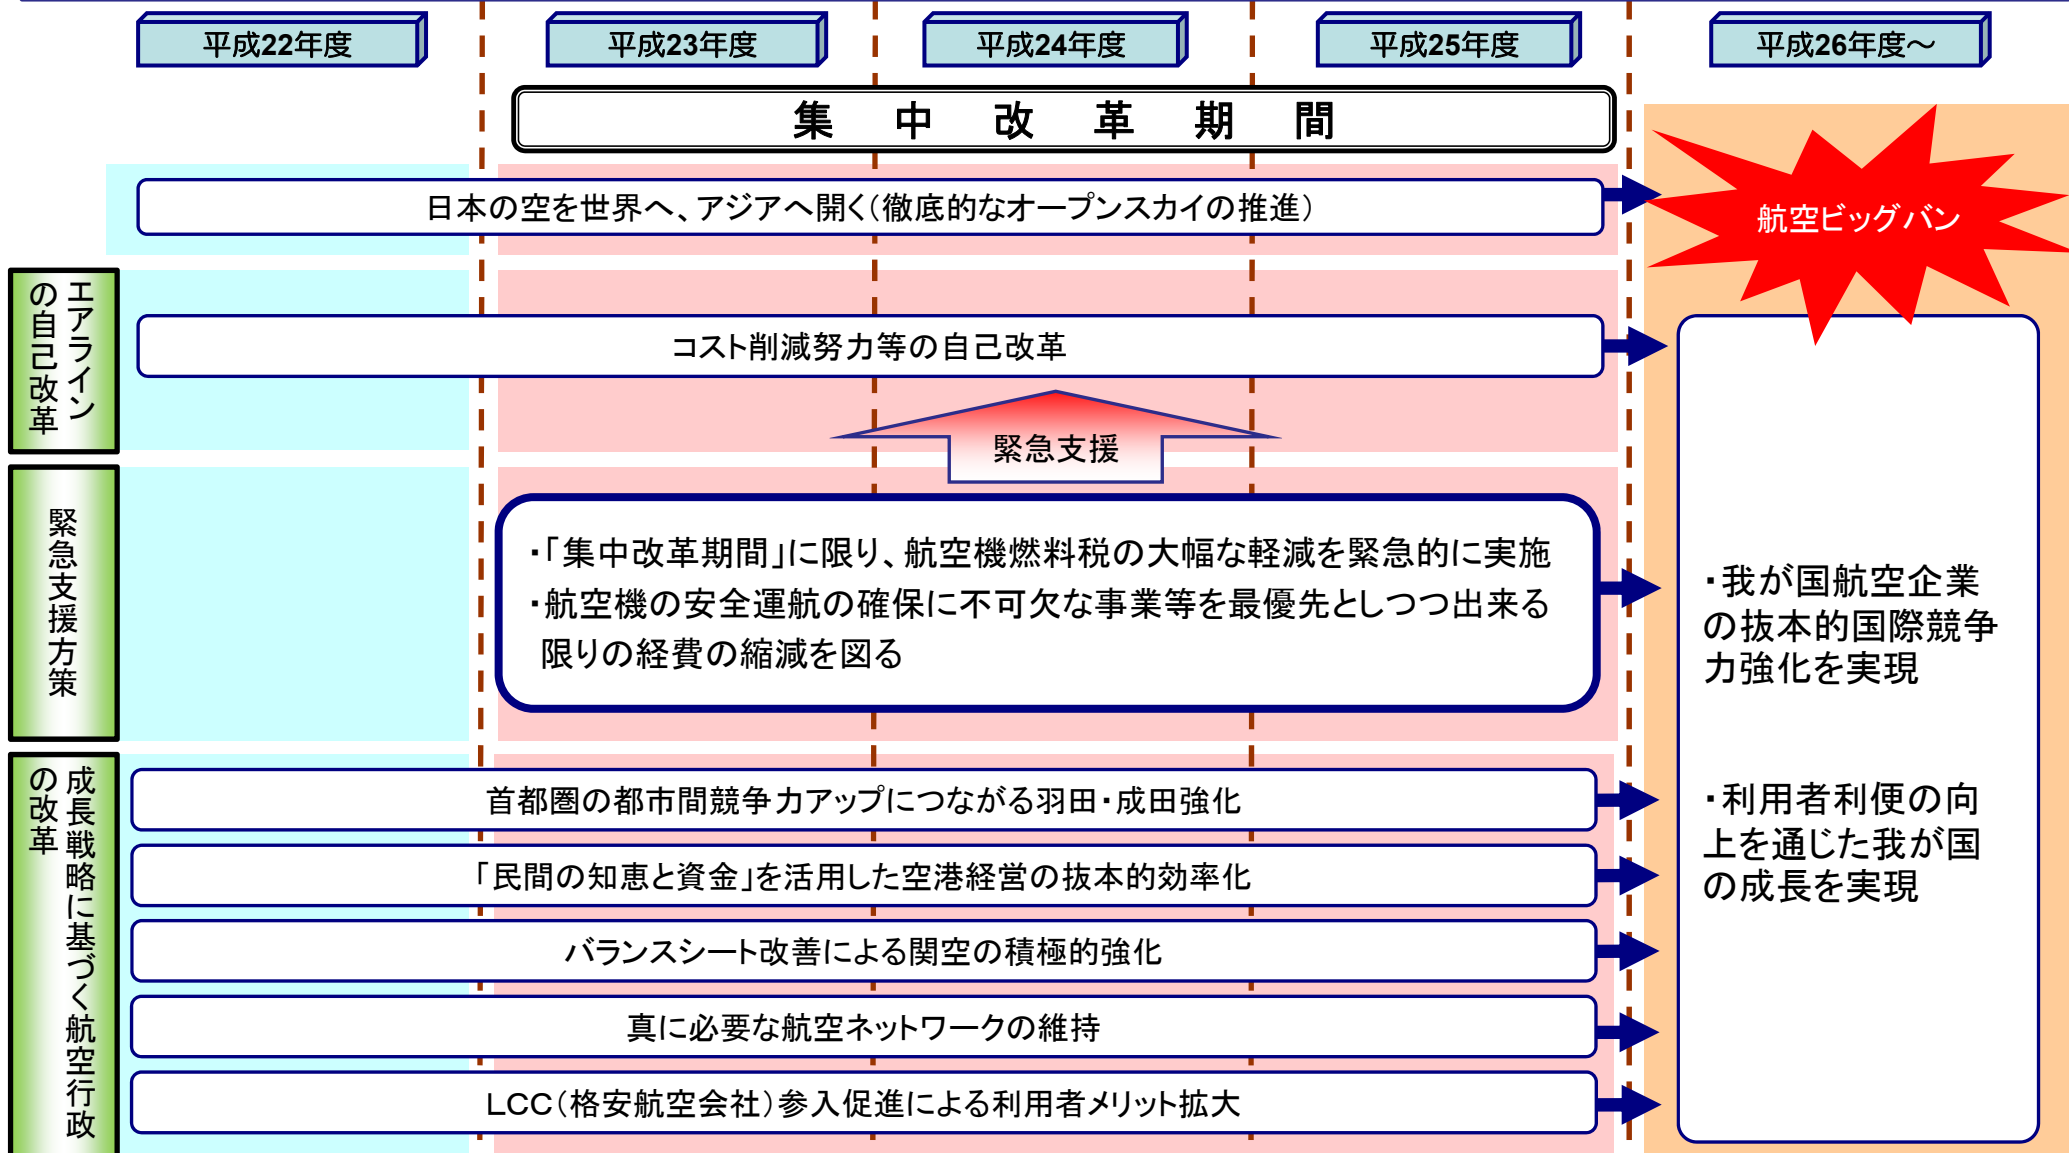 平成22年度
平成23年度
平成24年度
平成25年度
平成26年度～
集中改革期間
日本の空を世界へ、アジアへ開く（徹底的なオープンスカイの推進）
航空ビッグバン
エアライン
の自己改革
コスト削減努力等の自己改革
緊急支援
緊急支援方策
・「集中改革期間」に限り、航空機燃料税の大幅な軽減を緊急的に実施
・航空機の安全運航の確保に不可欠な事業等を最優先としつつ出来る
限りの経費の縮減を図る
成長戦略に基づく航空行政
の改革
首都圏の都市間競争力アップにつながる羽田・成田強化
「民間の知恵と資金」を活用した空港経営の抜本的効率化
バランスシート改善による関空の積極的強化
真に必要な航空ネットワークの維持
LCC（格安航空会社）参入促進による利用者メリット拡大
・我が国航空企業
の抜本的国際競争
力強化を実現
・利用者利便の向
上を通じた我が国
の成長を実現